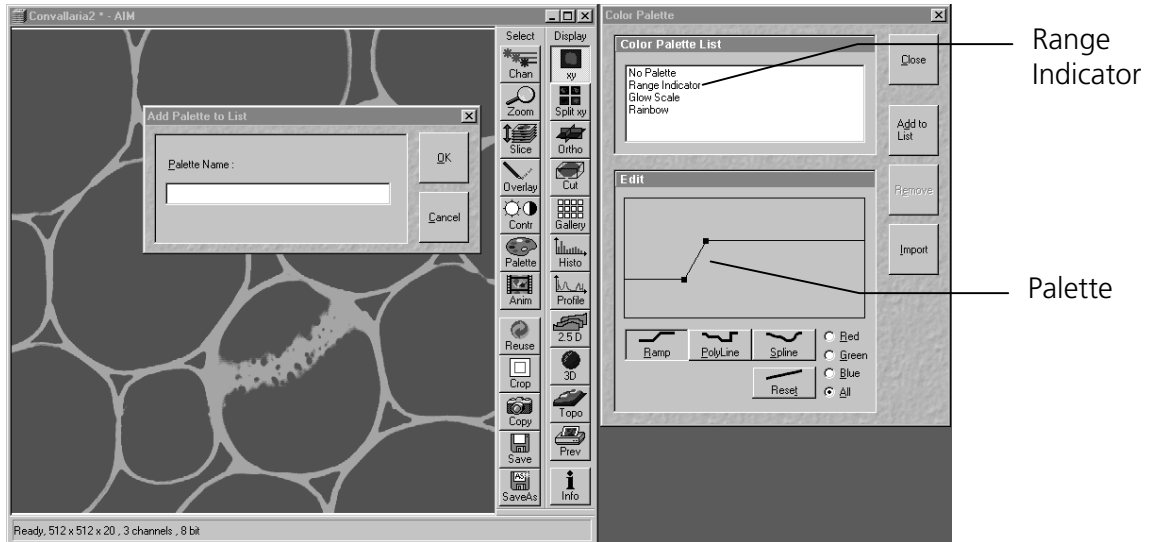 Convallaria2 * - AIM
Select
Display
Chan
xy
Zoom
Split xy
Slice
Ortho
Overlay
Cut
Contr
Gallery
Palette
Histo
Anim
Profile
Reuse
2.5 D
Crop
3D
Copy
Topo
Save
Prev
AS
SaveAs
i
Info
Add Palette to List
Palette Name :
OK
Cancel
Ready, 512 x 512 x 20 , 3 channels , 8 bit
Color Palette
Color Palette List
No Palette
Range Indicator
Glow Scale
Rainbow
Close
Add to
List
Remove
Import
Edit
Ramp
PolyLine
Spline
Reset
Red
Green
Blue
All
Range
Indicator
Palette